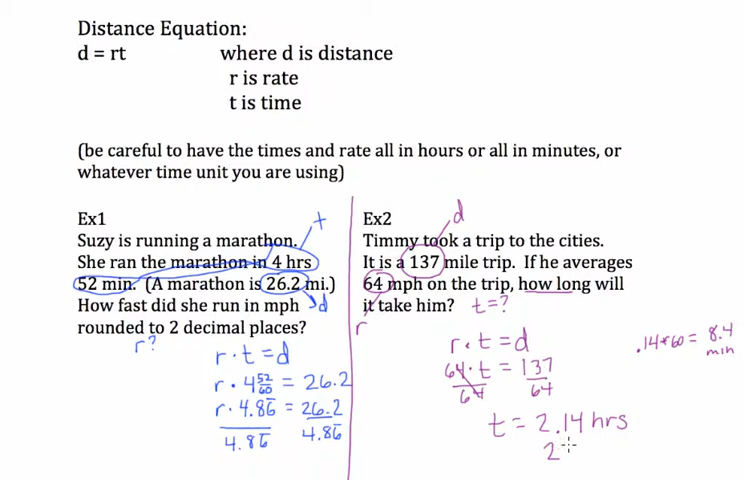 Distance Equation:
d = rt where d is distance
r is rate
t is time
(be careful to have the times and rate all in hours or all in minutes, or
whatever time unit you are using)
Ex1
t
Suzy is running a marathon.
She ran the marathon in 4 hrs
52 min. (A marathon is 26.2 mi.)
How fast did she run in mph
d
rounded to 2 decimal places?
r?
r · t = d
r · 4 52/60 = 26.2
r · 4.86̅ = 26.2
4.86̅ 4.86̅
Ex2
d
Timmy took a trip to the cities.
It is a 137 mile trip. If he averages
64 mph on the trip, how long will
it take him? t = ?
r
r · t = d
64 · t = 137
64 64
t = 2.14 hrs
2
.14*60 = 8.4
min